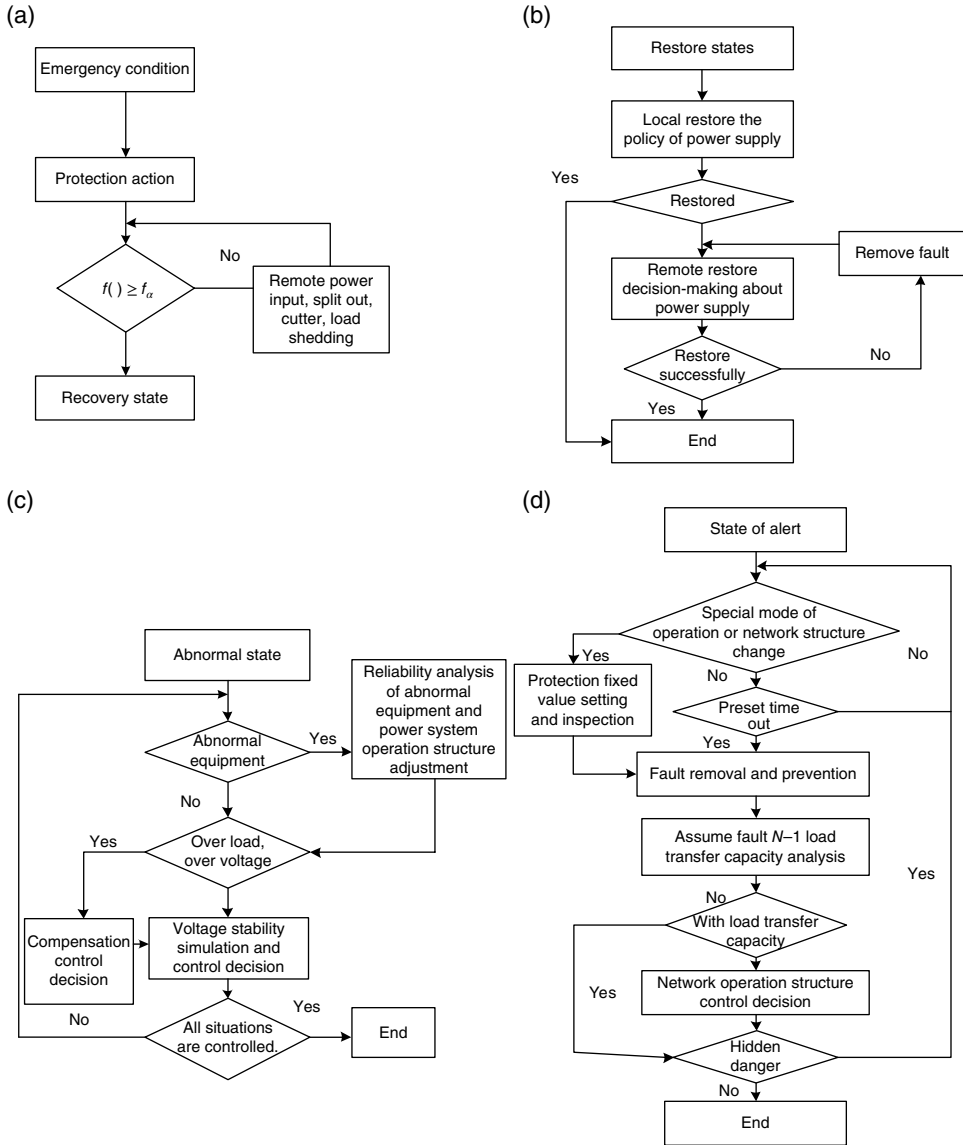 (a)
Emergency condition
Protection action
No
f( ) ≥ fα
Remote power
input, split out,
cutter, load
shedding
Recovery state
(b)
Restore states
Local restore the
policy of power supply
Yes
Restored
Remove fault
Remote restore
decision-making about
power supply
Restore
successfully
No
Yes
End
(c)
Abnormal state
Reliability analysis
of abnormal
equipment and
power system
operation structure
adjustment
Abnormal
equipment
Yes
No
Over load,
over voltage
Yes
Compensation
control
decision
Voltage stability
simulation and
control decision
No
Yes
All situations
are controlled.
End
(d)
State of alert
Special mode of
operation or network structure
change
No
Yes
No
Protection fixed
value setting
and inspection
Preset time
out
Yes
Fault removal and prevention
Assume fault N–1 load
transfer capacity analysis
Yes
No
With load transfer
capacity
Yes
Network operation structure
control decision
Hidden
danger
No
End